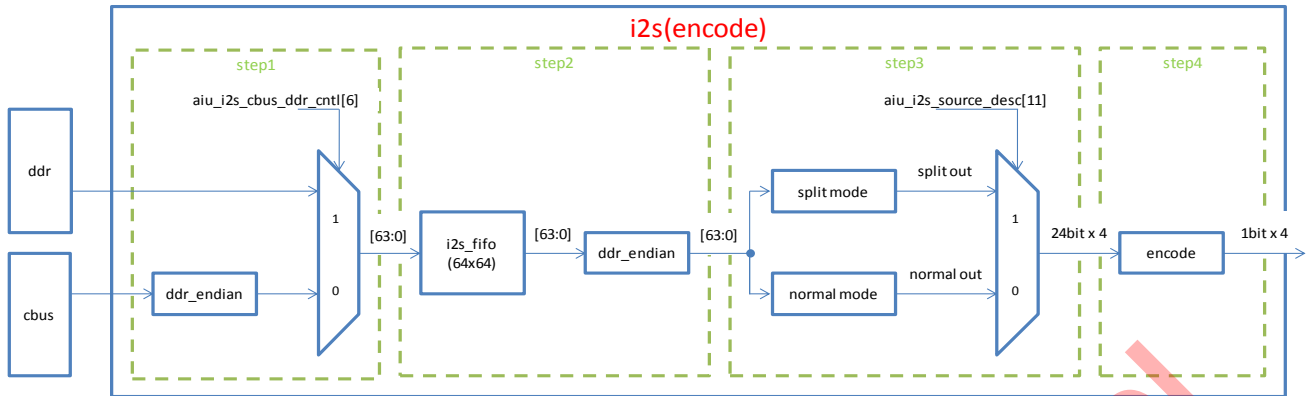 i2s(encode)
step1
step2
step3
step4
aiu_i2s_cbus_ddr_cntl[6]
aiu_i2s_source_desc[11]
ddr
split mode
split out
1
1
[63:0]
i2s_fifo
(64x64)
[63:0]
ddr_endian
[63:0]
24bit x 4
encode
1bit x 4
cbus
ddr_endian
0
normal mode
normal out
0